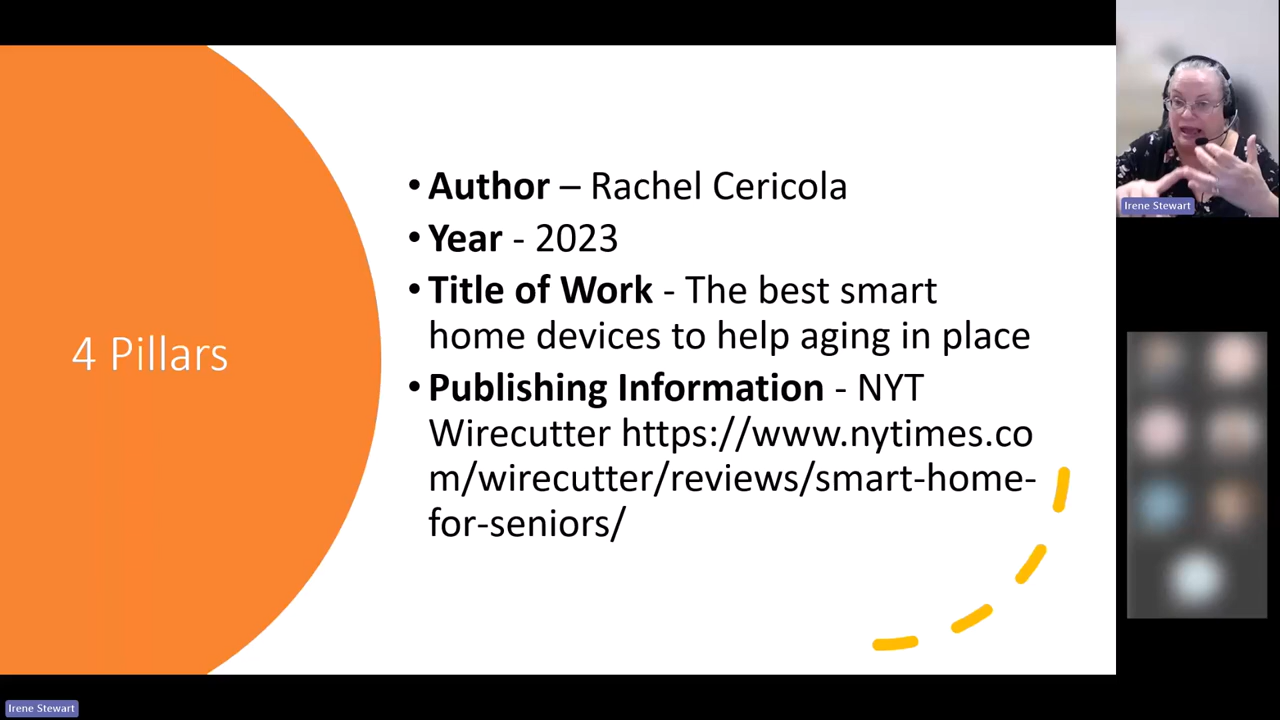 4 Pillars
• Author – Rachel Cericola
• Year - 2023
• Title of Work - The best smart
home devices to help aging in place
• Publishing Information - NYT
Wirecutter https://www.nytimes.co
m/wirecutter/reviews/smart-home-
for-seniors/
Irene Stewart
Irene Stewart